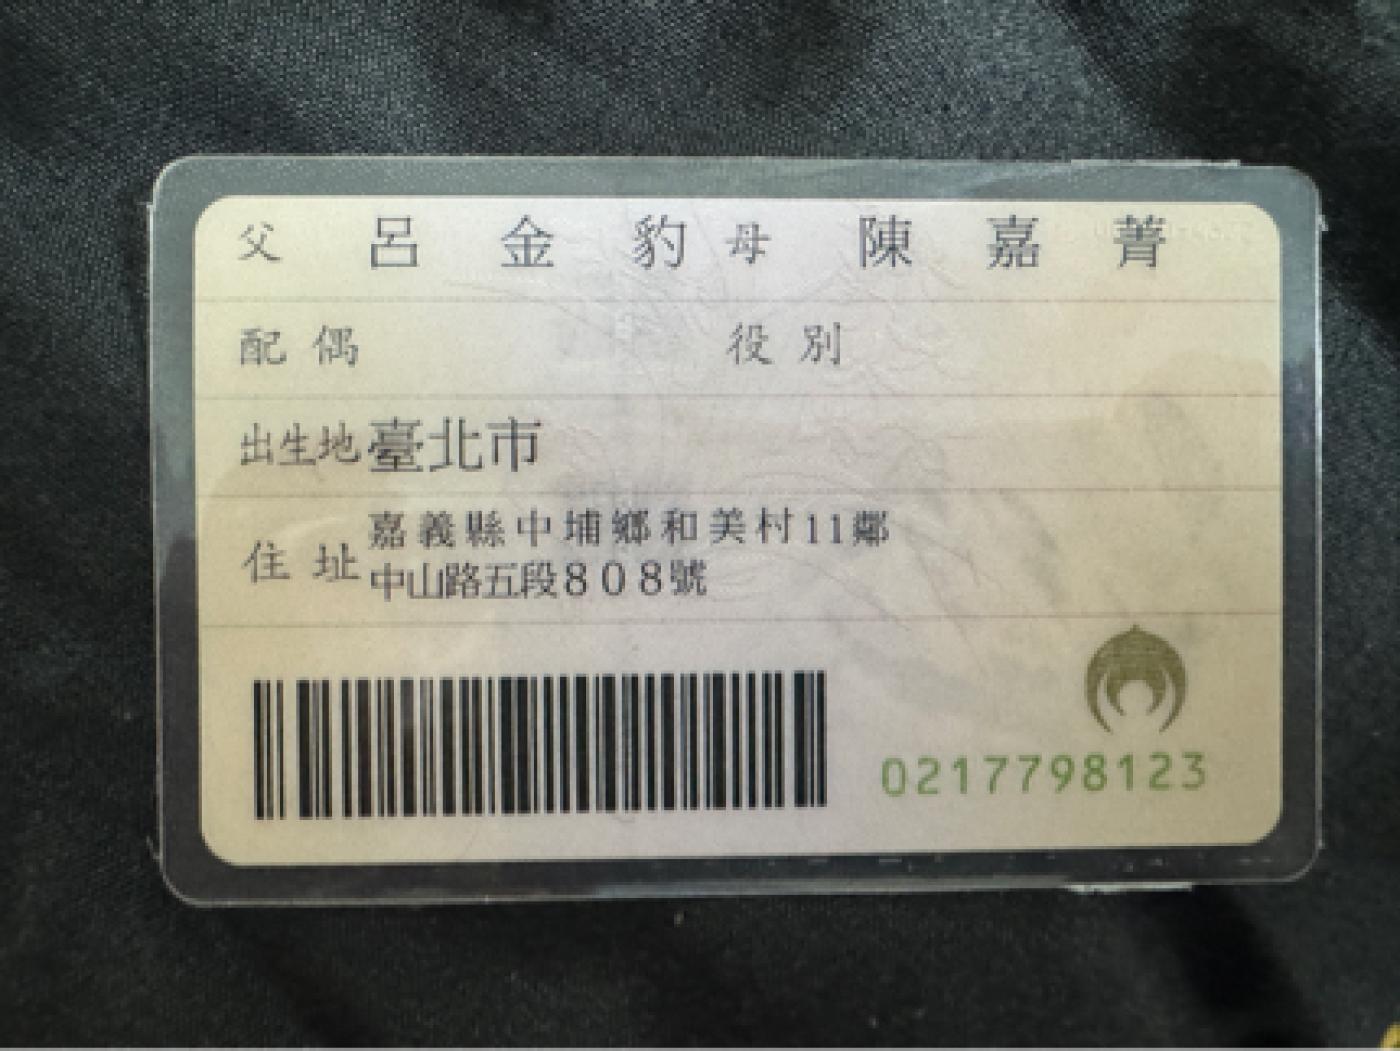 父 呂金豹 母 陳嘉菁
配偶 役別
出生地 臺北市
住址 嘉義縣中埔鄉和美村11鄰
中山路五段808號
0217798123